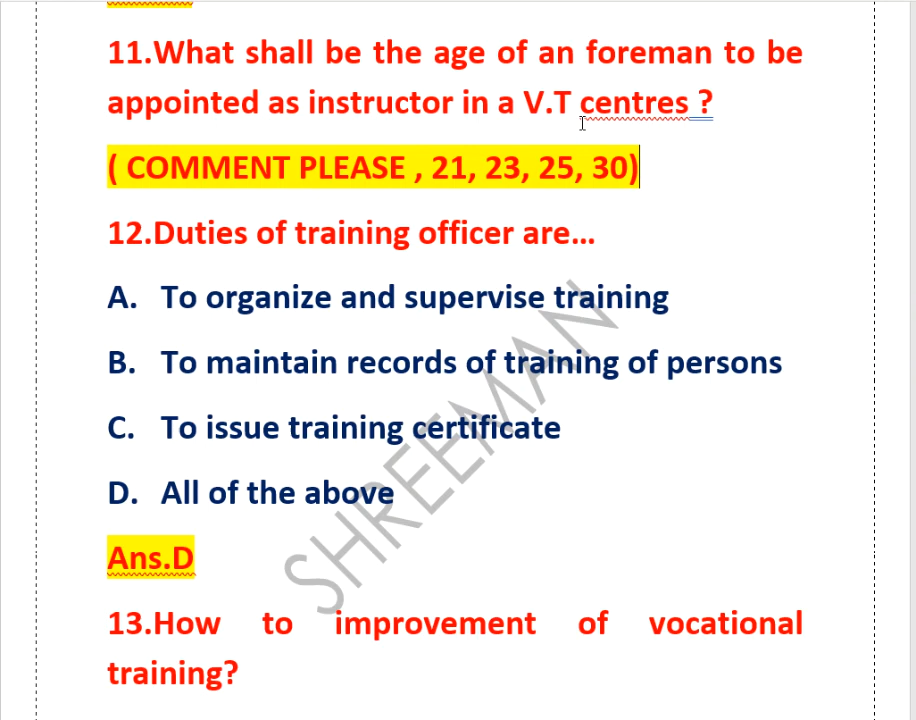 11.What shall be the age of an foreman to be
appointed as instructor in a V.T centres ?
( COMMENT PLEASE , 21, 23, 25, 30)
12.Duties of training officer are...
A. To organize and supervise training
B. To maintain records of training of persons
C. To issue training certificate
D. All of the above
SHREEMAN
Ans.D
13.How to improvement of vocational
training?